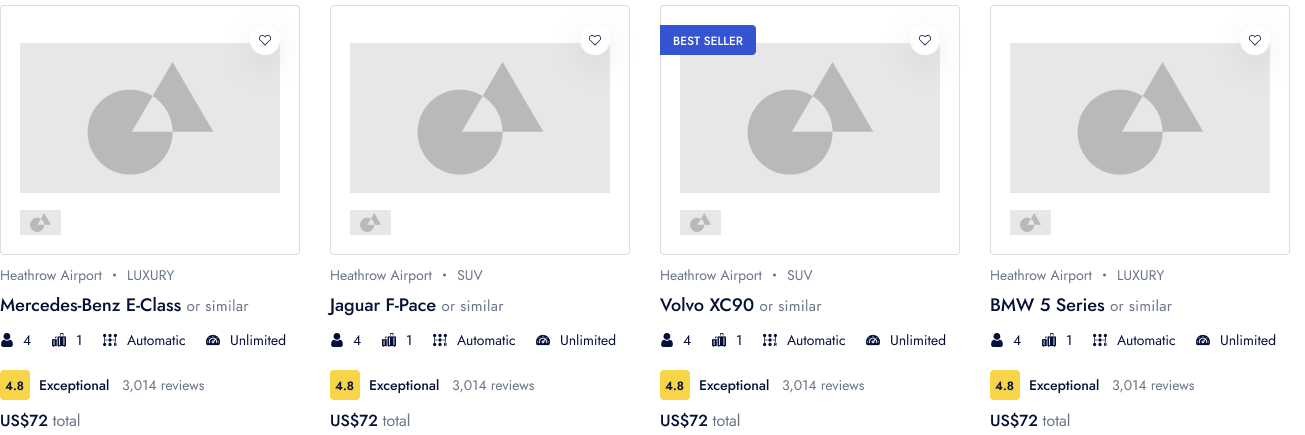 Heathrow Airport • LUXURY
Mercedes-Benz E-Class or similar
4 1 Automatic Unlimited
4.8 Exceptional 3,014 reviews
US$72 total
Heathrow Airport • SUV
Jaguar F-Pace or similar
4 1 Automatic Unlimited
4.8 Exceptional 3,014 reviews
US$72 total
BEST SELLER
Heathrow Airport • SUV
Volvo XC90 or similar
4 1 Automatic Unlimited
4.8 Exceptional 3,014 reviews
US$72 total
Heathrow Airport • LUXURY
BMW 5 Series or similar
4 1 Automatic Unlimited
4.8 Exceptional 3,014 reviews
US$72 total